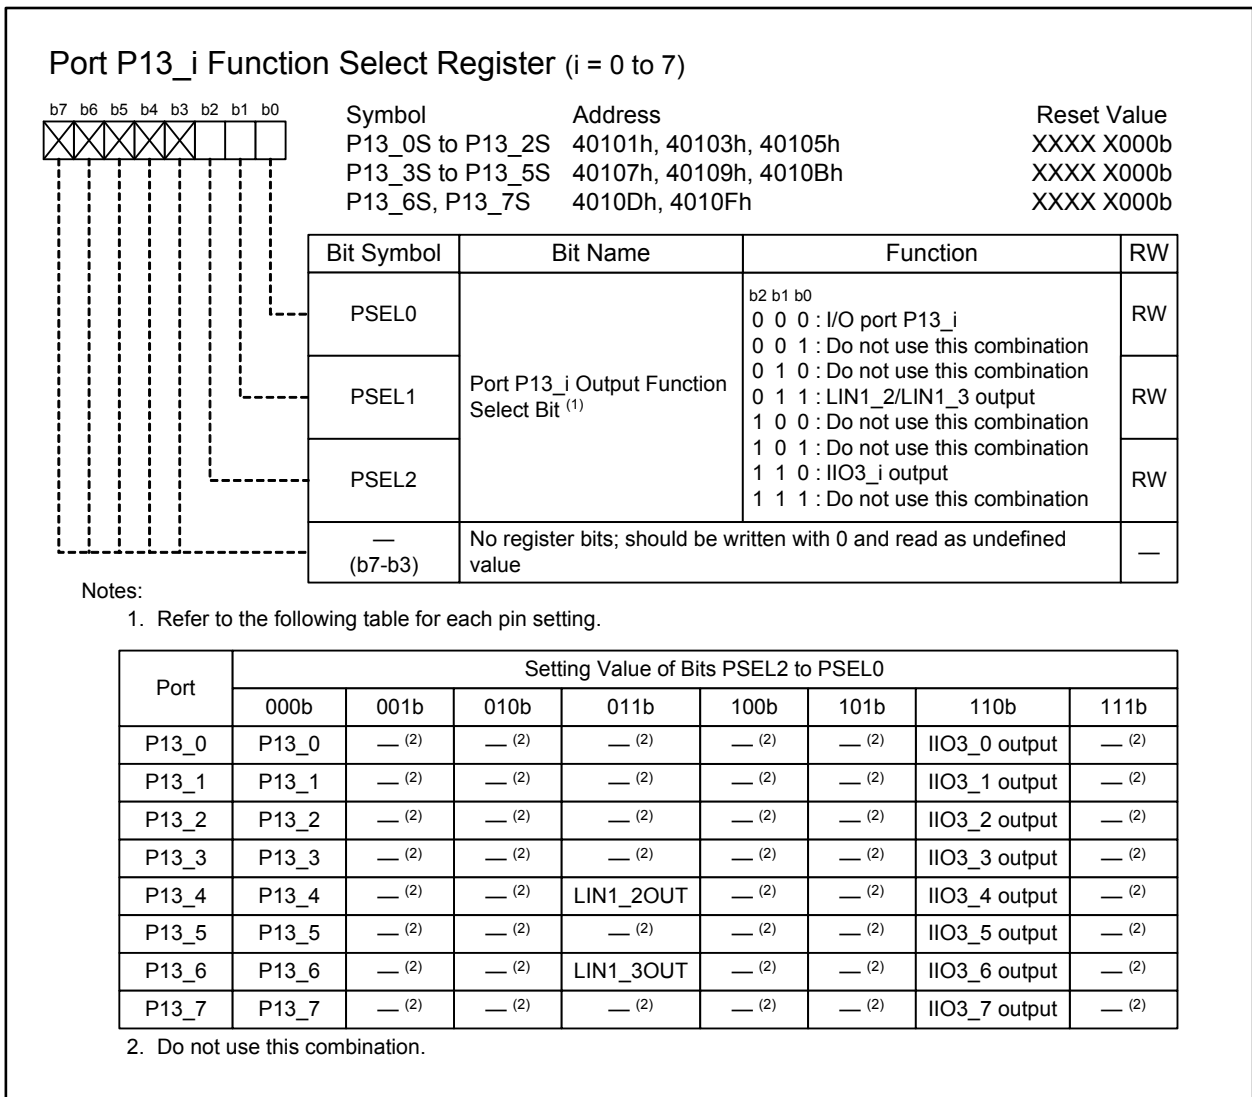 Port P13_i Function Select Register (i = 0 to 7)
b7 b6 b5 b4 b3 b2 b1 b0
Symbol Address Reset Value
P13_0S to P13_2S 40101h, 40103h, 40105h XXXX X000b
P13_3S to P13_5S 40107h, 40109h, 4010Bh XXXX X000b
P13_6S, P13_7S 4010Dh, 4010Fh XXXX X000b
Bit Symbol Bit Name Function RW
PSEL0
PSEL1
PSEL2
Port P13_i Output Function
Select Bit (1)
b2 b1 b0
0 0 0 : I/O port P13_i
0 0 1 : Do not use this combination
0 1 0 : Do not use this combination
0 1 1 : LIN1_2/LIN1_3 output
1 0 0 : Do not use this combination
1 0 1 : Do not use this combination
1 1 0 : IIO3_i output
1 1 1 : Do not use this combination
RW
RW
RW
—
(b7-b3)
No register bits; should be written with 0 and read as undefined
value
—
Notes:
1. Refer to the following table for each pin setting.
Port Setting Value of Bits PSEL2 to PSEL0
000b 001b 010b 011b 100b 101b 110b 111b
P13_0 P13_0 — (2) — (2) — (2) — (2) — (2) IIO3_0 output — (2)
P13_1 P13_1 — (2) — (2) — (2) — (2) — (2) IIO3_1 output — (2)
P13_2 P13_2 — (2) — (2) — (2) — (2) — (2) IIO3_2 output — (2)
P13_3 P13_3 — (2) — (2) — (2) — (2) — (2) IIO3_3 output — (2)
P13_4 P13_4 — (2) — (2) LIN1_2OUT — (2) — (2) IIO3_4 output — (2)
P13_5 P13_5 — (2) — (2) — (2) — (2) — (2) IIO3_5 output — (2)
P13_6 P13_6 — (2) — (2) LIN1_3OUT — (2) — (2) IIO3_6 output — (2)
P13_7 P13_7 — (2) — (2) — (2) — (2) — (2) IIO3_7 output — (2)
2. Do not use this combination.